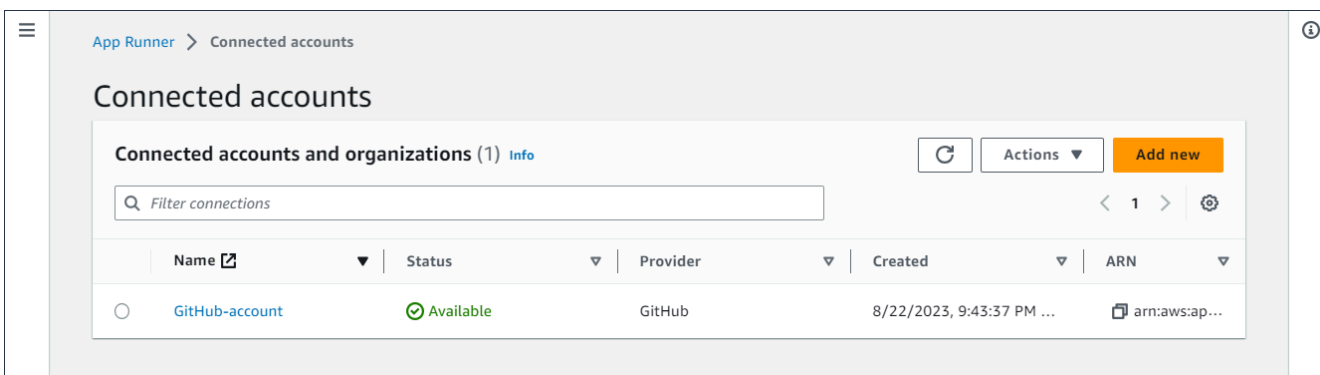 App Runner > Connected accounts
Connected accounts
Connected accounts and organizations (1) Info
Actions Add new
Filter connections
1
Name Status Provider Created ARN
GitHub-account Available GitHub 8/22/2023, 9:43:37 PM ... arn:aws:ap...